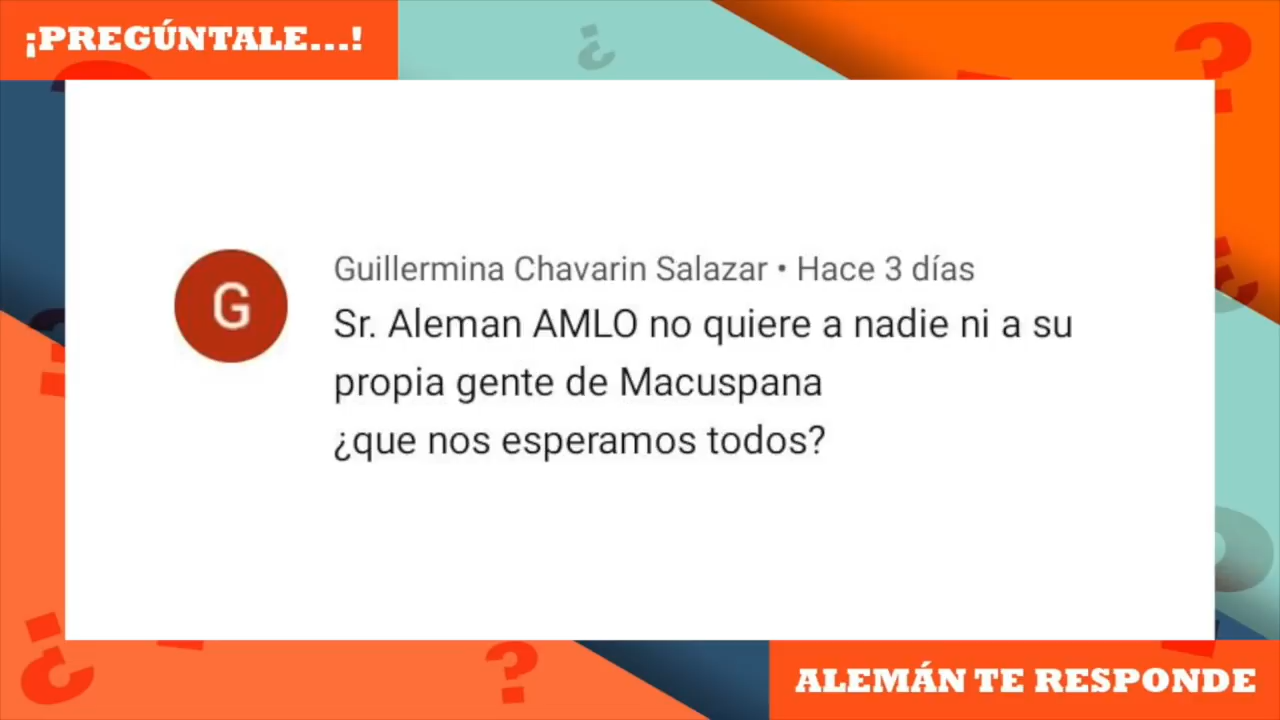 ¡PREGÚNTALE...!
Guillermina Chavarin Salazar • Hace 3 días
G
Sr. Aleman AMLO no quiere a nadie ni a su
propia gente de Macuspana
¿que nos esperamos todos?
ALEMÁN TE RESPONDE